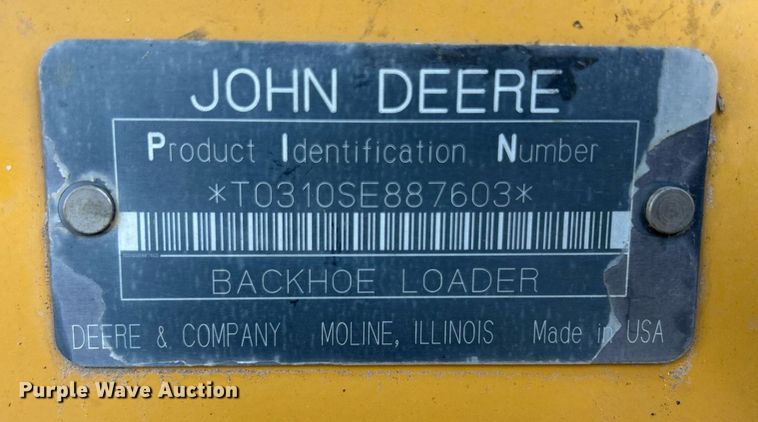 JOHN DEERE
Product Identification Number
*T0310SE887603*
BACKHOE LOADER
DEERE & COMPANY MOLINE, ILLINOIS Made in USA
Purple Wave Auction